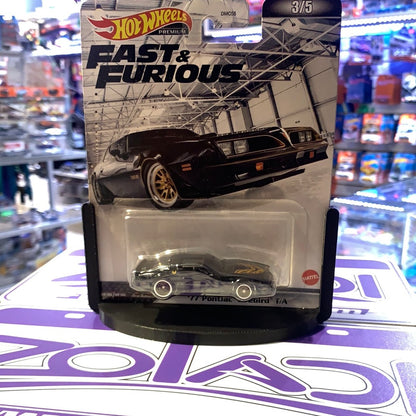 HOT WHEELS
PREMIUM
3/5
FAST &
FURIOUS
'77 Pontiac Firebird T/A
MATTEL